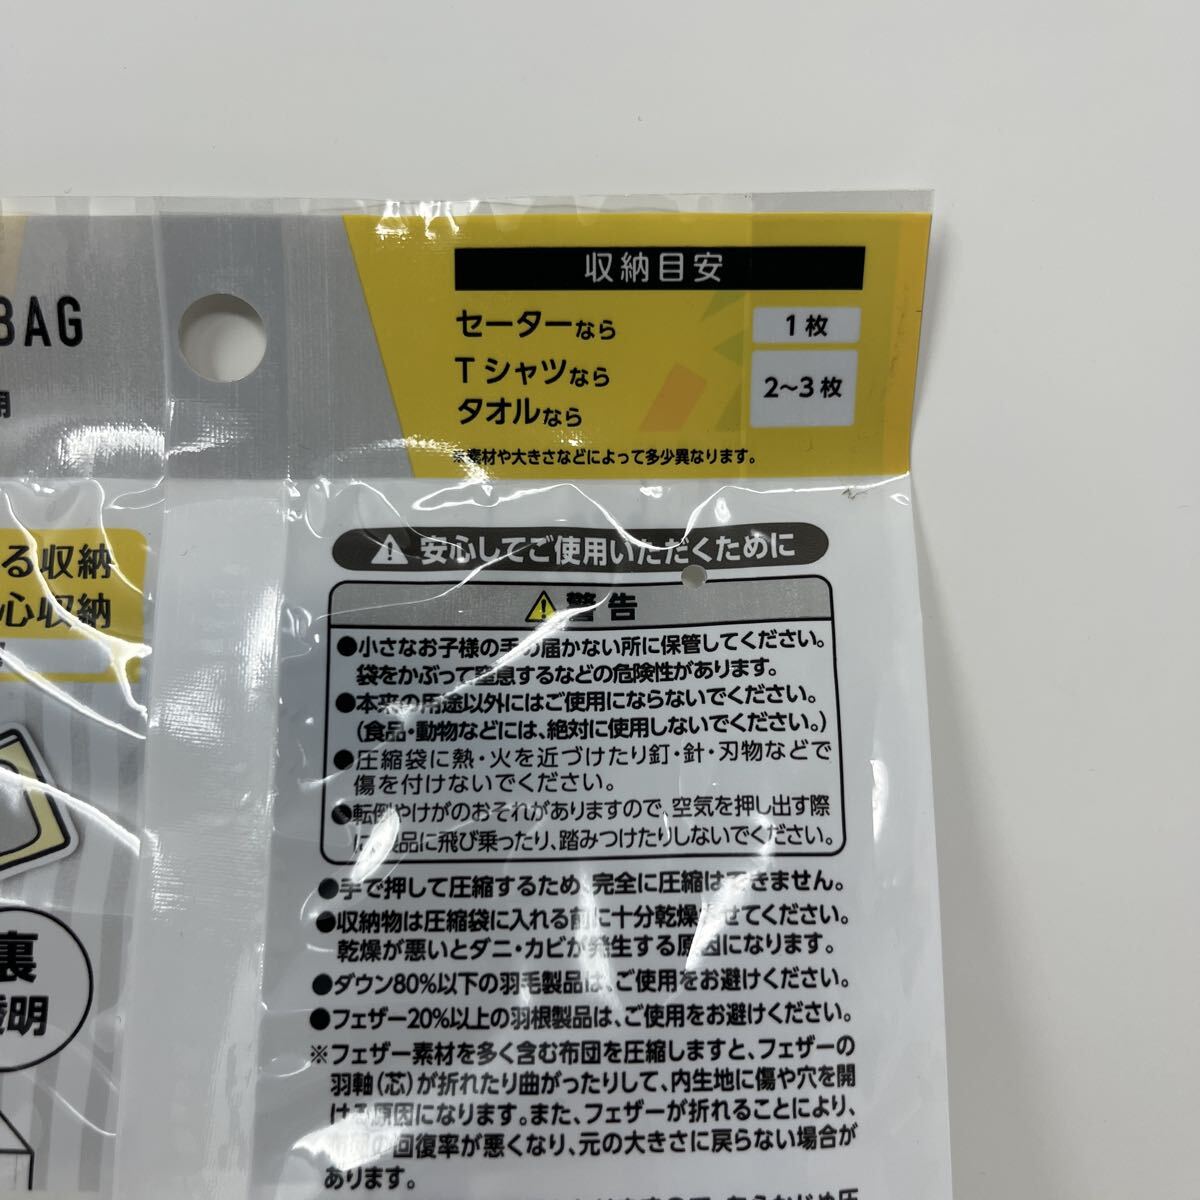 BAG
用
収納目安
セーターなら 1枚
Tシャツなら
タオルなら 2〜3枚
※素材や大きさなどによって多少異なります。
る収納
心収納
裏
透明
安心してご使用いただくために
警告
●小さなお子様の手の届かない所に保管してください。
袋をかぶって窒息するなどの危険性があります。
●本来の用途以外にはご使用にならないでください。
(食品・動物などには、絶対に使用しないでください。)
●圧縮袋に熱・火を近づけたり釘・針・刃物などで
傷を付けないでください。
●転倒やけがのおそれがありますので、空気を押し出す際
に製品に飛び乗ったり、踏みつけたりしないでください。
●手で押して圧縮するため、完全に圧縮はできません。
●収納物は圧縮袋に入れる前に十分乾燥させてください。
乾燥が悪いとダニ・カビが発生する原因になります。
●ダウン80%以下の羽毛製品は、ご使用をお避けください。
●フェザー20%以上の羽根製品は、ご使用をお避けください。
※フェザー素材を多く含む布団を圧縮しますと、フェザーの
羽軸(芯)が折れたり曲がったりして、内生地に傷や穴を開
ける原因になります。また、フェザーが折れることにより、
布団の回復率が悪くなり、元の大きさに戻らない場合が
あります。